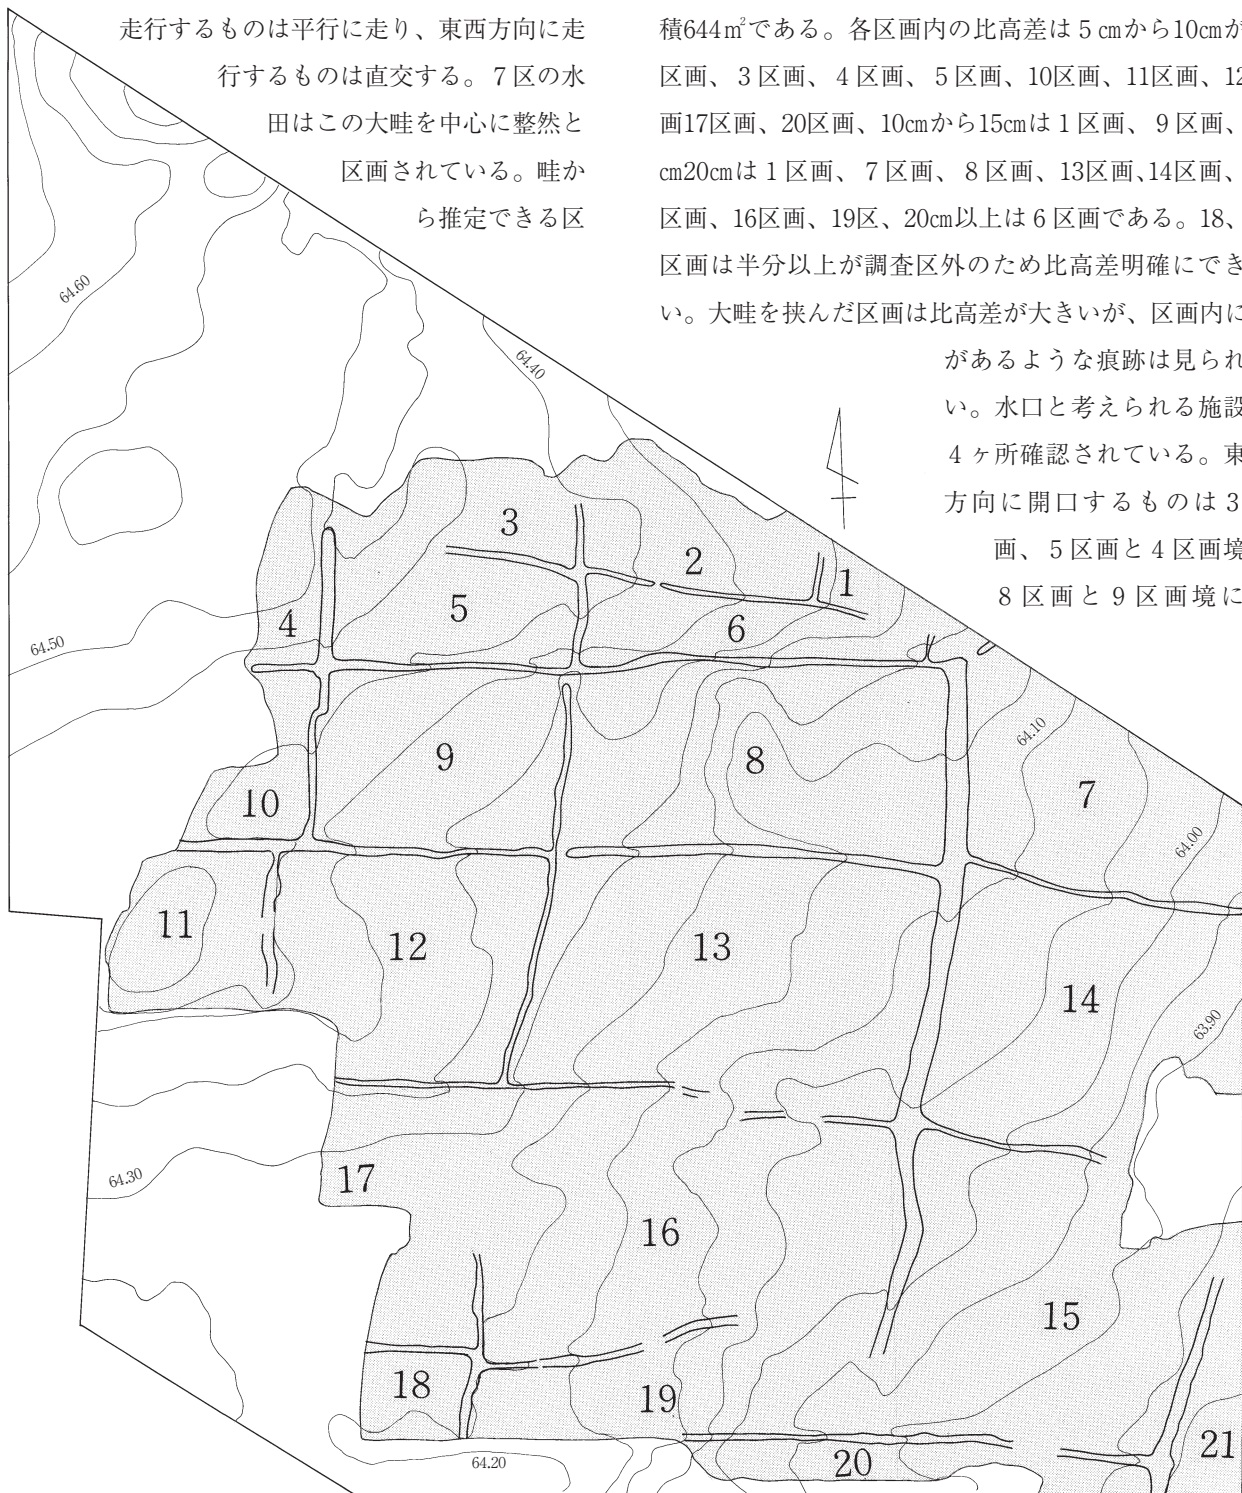 走行するものは平行に走り、東西方向に走
行するものは直交する。7区の水
田はこの大畦を中心に整然と
区画されている。畦か
ら推定できる区
積644㎡である。各区画内の比高差は5㎝から10㎝が
区画、3区画、4区画、5区画、10区画、11区画、12
画17区画、20区画、10㎝から15㎝は1区画、9区画、
㎝20㎝は1区画、7区画、8区画、13区画、14区画、
区画、16区画、19区、20㎝以上は6区画である。18、
区画は半分以上が調査区外のため比高差明確にでき
い。大畦を挟んだ区画は比高差が大きいが、区画内に
があるような痕跡は見られ
い。水口と考えられる施設
4ヶ所確認されている。東
方向に開口するものは3
画、5区画と4区画境
8区画と9区画境に
64.60
64.40
3
2
1
5
4
6
64.50
64.10
9
8
7
10
64.00
11
12
13
14
63.90
64.30
17
16
15
18
19
64.20
20
21